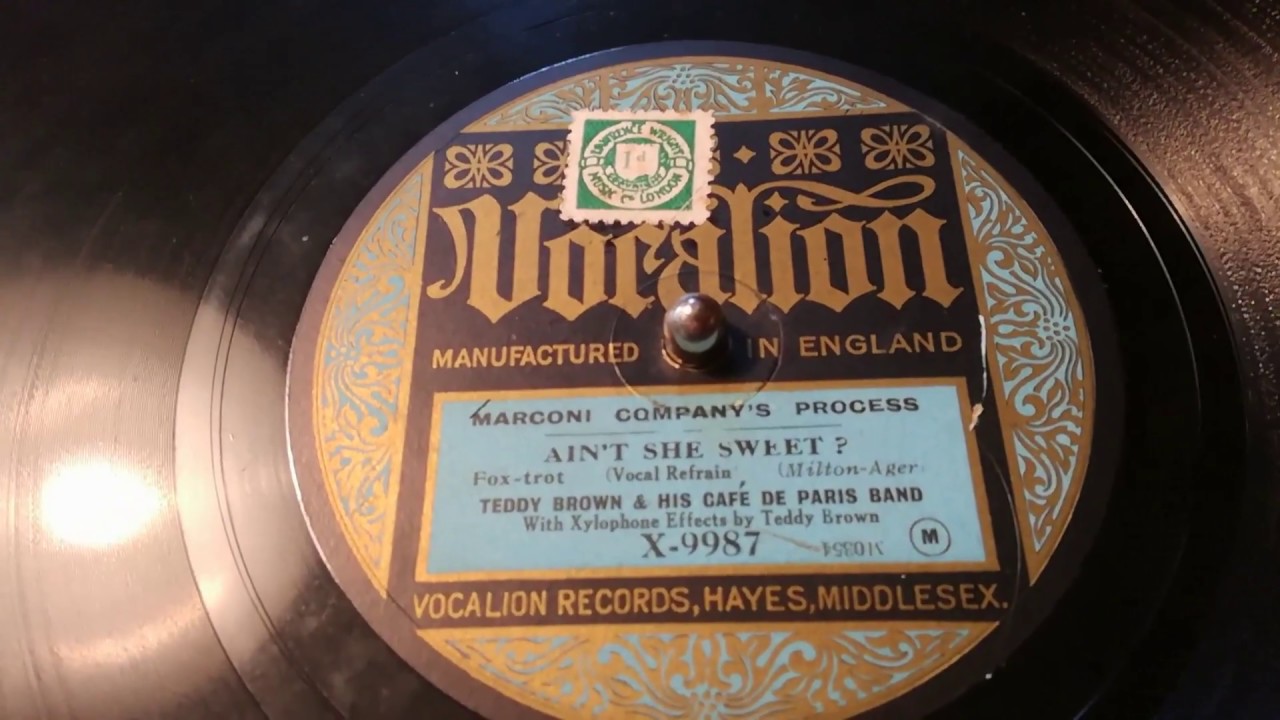 LAWRENCE WRIGHT
1d
MUSIC Co LONDON
Vocalion
MANUFACTURED IN ENGLAND
MARCONI COMPANY'S PROCESS
AIN'T SHE SWEET ?
Fox-trot (Vocal Refrain) (Milton-Ager
TEDDY BROWN & HIS CAFÉ DE PARIS BAND
With Xylophone Effects by Teddy Brown
X-9987
M
VOCALION RECORDS, HAYES, MIDDLESEX.